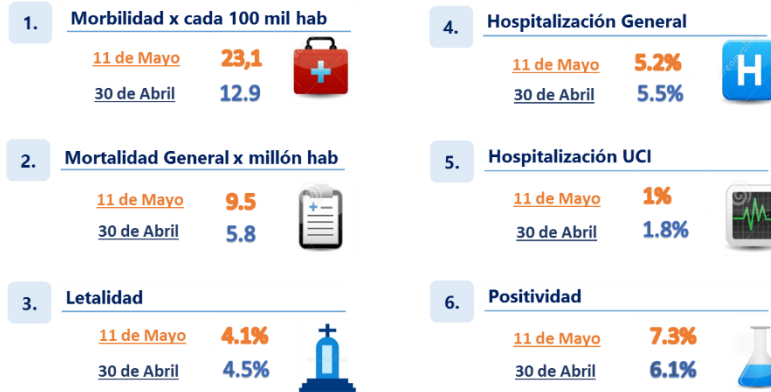 1. Morbilidad x cada 100 mil hab
11 de Mayo 23,1
30 de Abril 12.9
2. Mortalidad General x millón hab
11 de Mayo 9.5
30 de Abril 5.8
3. Letalidad
11 de Mayo 4.1%
30 de Abril 4.5%
4. Hospitalización General
11 de Mayo 5.2%
30 de Abril 5.5%
H
5. Hospitalización UCI
11 de Mayo 1%
30 de Abril 1.8%
6. Positividad
11 de Mayo 7.3%
30 de Abril 6.1%